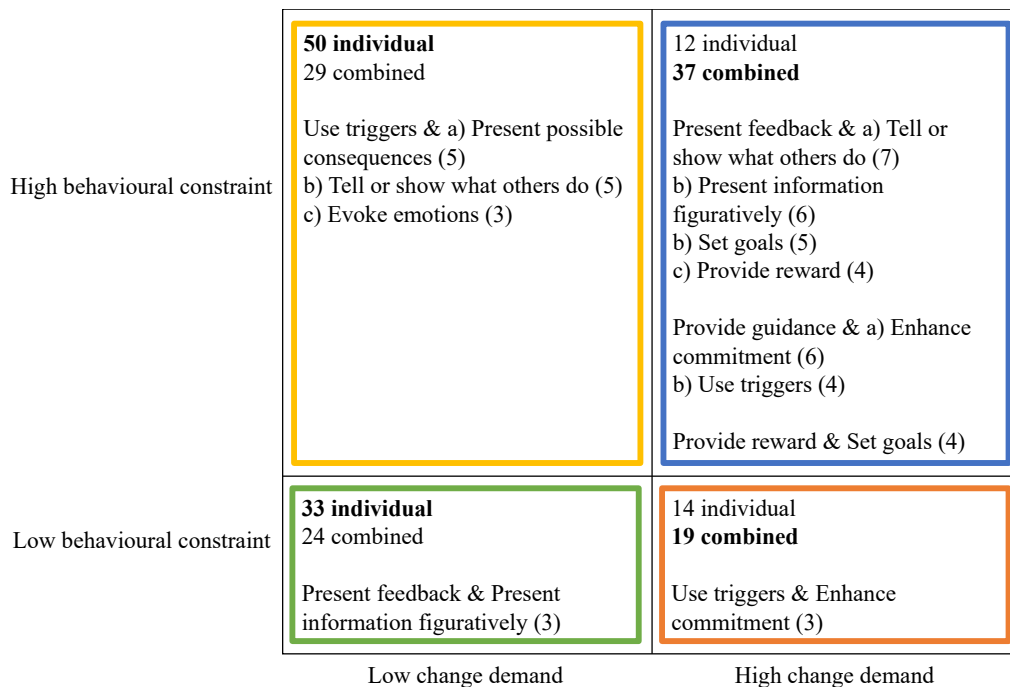 50 individual
29 combined
Use triggers & a) Present possible
consequences (5)
b) Tell or show what others do (5)
c) Evoke emotions (3)
12 individual
37 combined
Present feedback & a) Tell or
show what others do (7)
b) Present information
figuratively (6)
b) Set goals (5)
c) Provide reward (4)
Provide guidance & a) Enhance
commitment (6)
b) Use triggers (4)
Provide reward & Set goals (4)
High behavioural constraint
33 individual
24 combined
Present feedback & Present
information figuratively (3)
14 individual
19 combined
Use triggers & Enhance
commitment (3)
Low behavioural constraint
Low change demand
High change demand